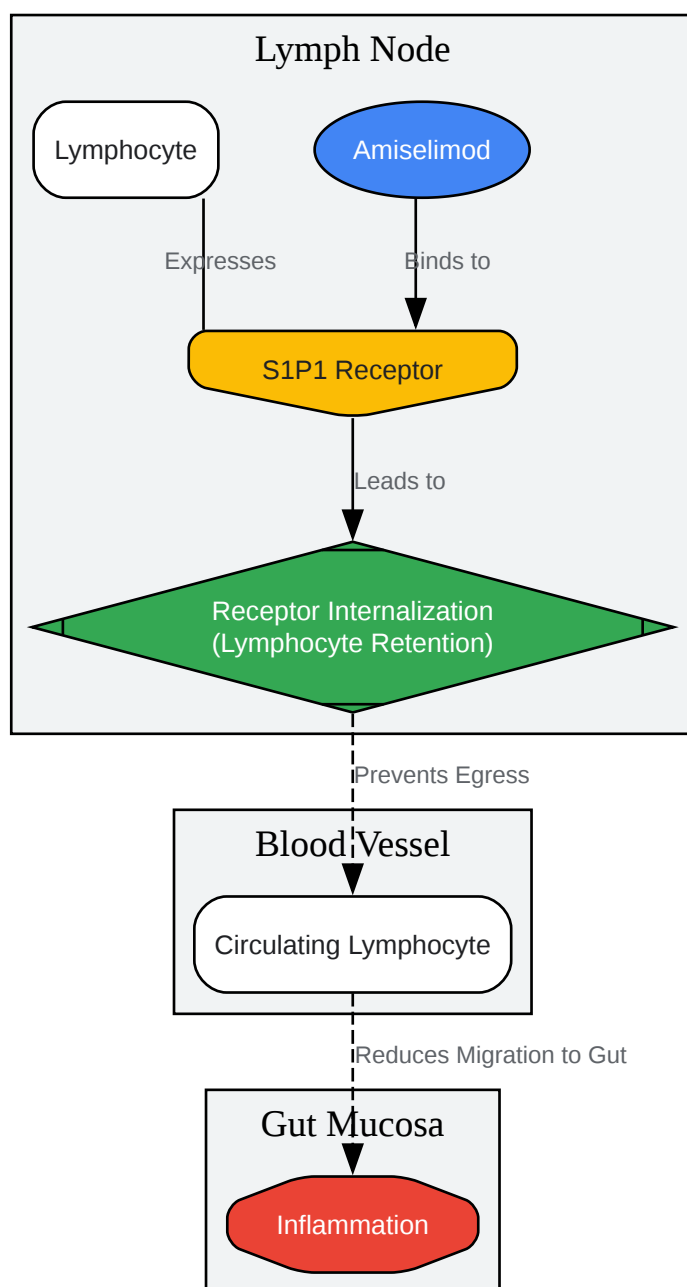 Lymph Node
Lymphocyte
Amiselimod
Expresses
Binds to
S1P1 Receptor
Leads to
Receptor Internalization
(Lymphocyte Retention)
Prevents Egress
Blood Vessel
Circulating Lymphocyte
Reduces Migration to Gut
Gut Mucosa
Inflammation